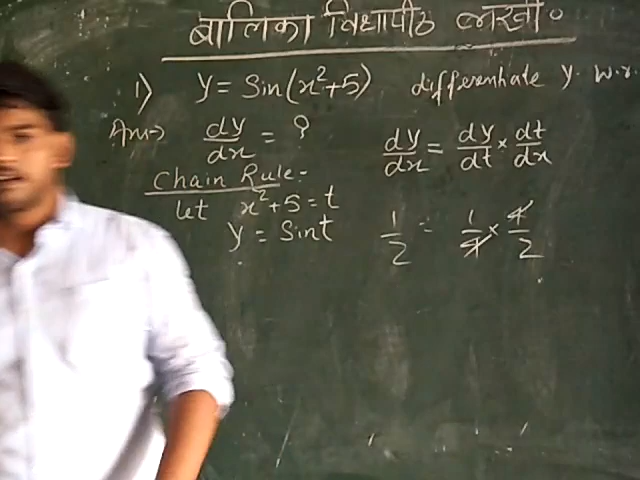 बालिका विद्यापीठ लखी०
1) y = Sin(x²+5) differentiate y. w.r.
Ans→ dy/dx = ?
dy/dx = dy/dt × dt/dx
Chain Rule:-
let x²+5 = t
y = Sint
1/2 = 1/4 × 4/2